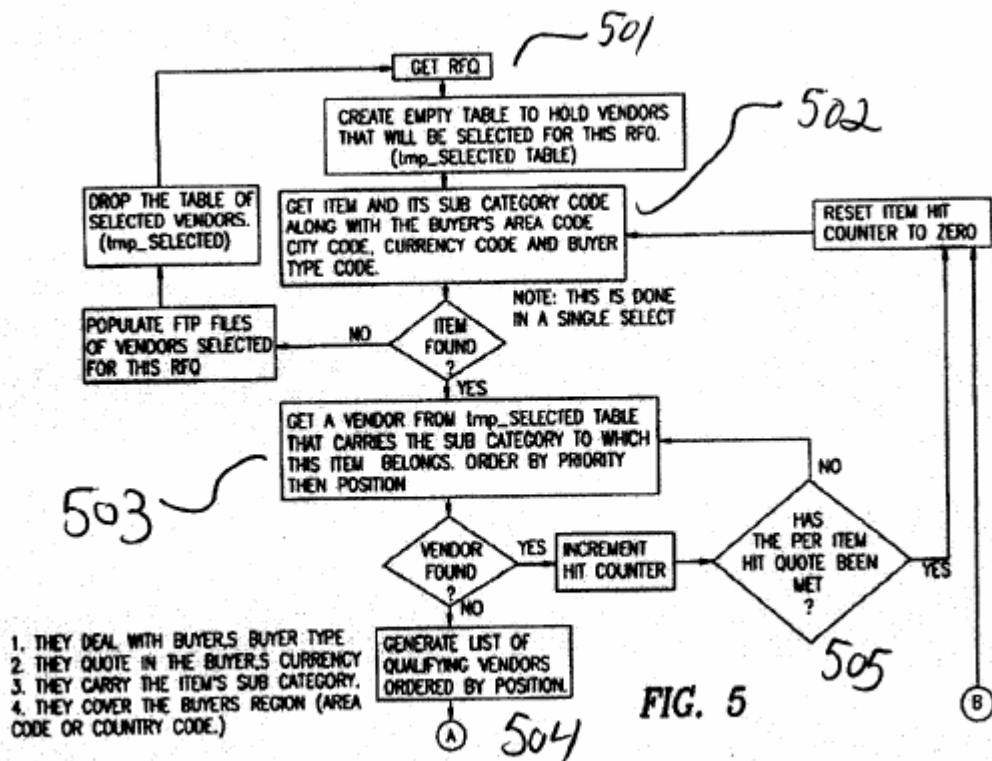 501
GET RFQ
CREATE EMPTY TABLE TO HOLD VENDORS
THAT WILL BE SELECTED FOR THIS RFQ.
(tmp_SELECTED TABLE)
502
DROP THE TABLE OF
SELECTED VENDORS.
(tmp_SELECTED)
GET ITEM AND ITS SUB CATEGORY CODE
ALONG WITH THE BUYER'S AREA CODE
CITY CODE, CURRENCY CODE AND BUYER
TYPE CODE.
RESET ITEM HIT
COUNTER TO ZERO
NOTE: THIS IS DONE
IN A SINGLE SELECT
POPULATE FTP FILES
OF VENDORS SELECTED
FOR THIS RFQ
NO
ITEM
FOUND
?
YES
GET A VENDOR FROM tmp_SELECTED TABLE
THAT CARRIES THE SUB CATEGORY TO WHICH
THIS ITEM BELONGS. ORDER BY PRIORITY
THEN POSITION
503
NO
VENDOR
FOUND
?
YES
INCREMENT
HIT COUNTER
HAS
THE PER ITEM
HIT QUOTE BEEN
MET
?
YES
505
NO
1. THEY DEAL WITH BUYER,S BUYER TYPE
2. THEY QUOTE IN THE BUYER,S CURRENCY
3. THEY CARRY THE ITEM'S SUB CATEGORY.
4. THEY COVER THE BUYERS REGION (AREA
CODE OR COUNTRY CODE.)
GENERATE LIST OF
QUALIFYING VENDORS
ORDERED BY POSITION.
A
504
FIG. 5
B